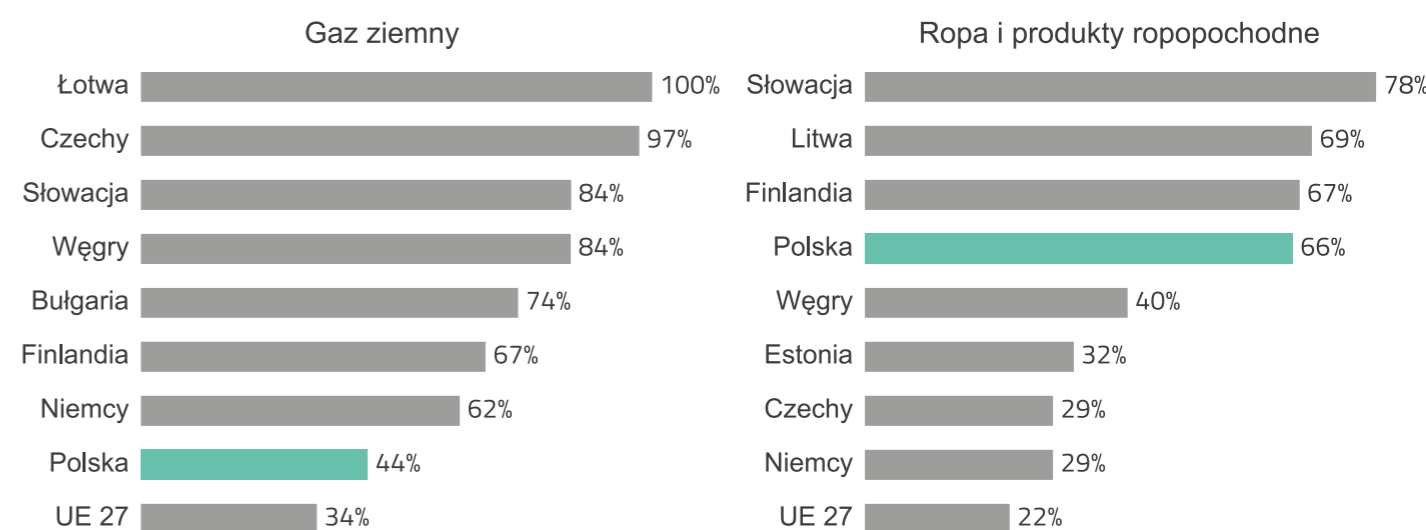 Gaz ziemny
Łotwa 100%
Czechy 97%
Słowacja 84%
Węgry 84%
Bułgaria 74%
Finlandia 67%
Niemcy 62%
Polska 44%
UE 27 34%
Ropa i produkty ropopochodne
Słowacja 78%
Litwa 69%
Finlandia 67%
Polska 66%
Węgry 40%
Estonia 32%
Czechy 29%
Niemcy 29%
UE 27 22%